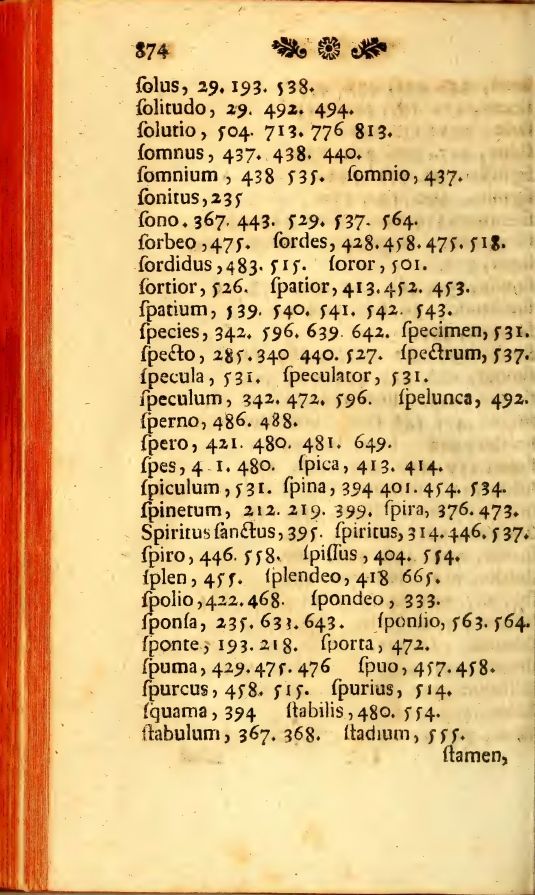 874
ſolus, 29. 193. 538.
ſolitudo, 29. 492. 494.
ſolutio, 504. 713. 776 813.
ſomnus, 437. 438. 440.
ſomnium, 438 535. ſomnio, 437.
ſonitus, 235
ſono. 367. 443. 529. 537. 564.
ſorbeo, 475. ſordes, 428. 458. 475. 518.
ſordidus, 483. 515. ſoror, 501.
ſortior, 526. ſpatior, 413. 452. 453.
ſpatium, 539. 540. 541. 542. 543.
ſpecies, 342. 596. 639. 642. ſpecimen, 531.
ſpecto, 285. 340 440. 527. ſpectrum, 537.
ſpecula, 531. ſpeculator, 531.
ſpeculum, 342. 472. 596. ſpelunca, 492.
ſperno, 486. 488.
ſpero, 421. 480. 481. 649.
ſpes, 4 1. 480. ſpica, 413. 414.
ſpiculum, 531. ſpina, 394 401. 454. 534.
ſpinetum, 212. 219. 399. ſpira, 376. 473.
Spiritus ſanctus, 395. ſpiritus, 314. 446. 537.
ſpiro, 446. 558. ſpiſſus, 404. 554.
ſplen, 455. ſplendeo, 418 665.
ſpolio, 422. 468. ſpondeo, 333.
ſponſa, 235. 633. 643. ſponſio, 563. 564.
ſponte, 193. 218. ſporta, 472.
ſpuma, 429. 475. 476 ſpuo, 457. 458.
ſpurcus, 458. 515. ſpurius, 514.
ſquama, 394 ſtabilis, 480. 554.
ſtabulum, 367. 368. ſtadium, 555.
ſtamen,